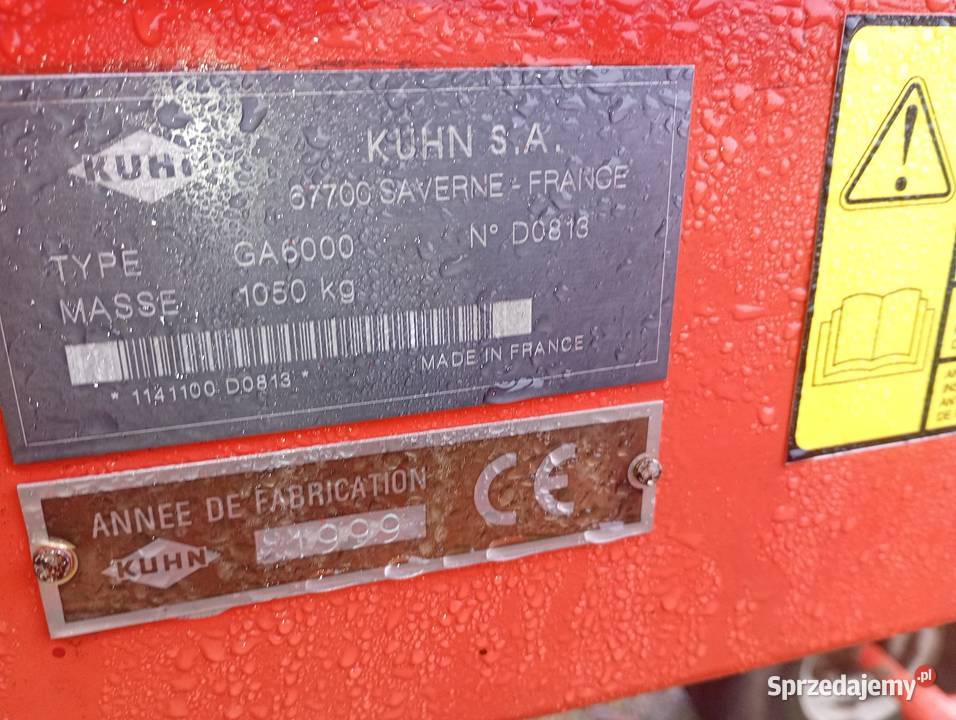 KUHN
KUHN S.A.
67700 SAVERNE - FRANCE
TYPE GA6000 N° D0813
MASSE 1050 kg
MADE IN FRANCE
* 1141100 D0813 *
ANNEE DE FABRICATION
CE
KUHN
1999
Sprzedajemy.pl